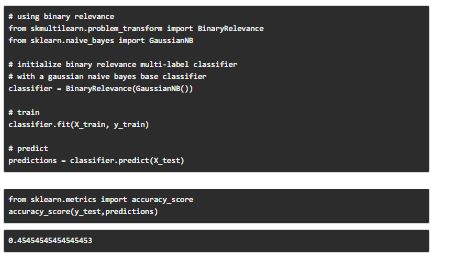 # using binary relevance
from skmultilearn.problem_transform import BinaryRelevance
from sklearn.naive_bayes import GaussianNB
# initialize binary relevance multi-label classifier
# with a gaussian naive bayes base classifier
classifier = BinaryRelevance(GaussianNB())
# train
classifier.fit(X_train, y_train)
# predict
predictions = classifier.predict(X_test)
from sklearn.metrics import accuracy_score
accuracy_score(y_test,predictions)
0.45454545454545453